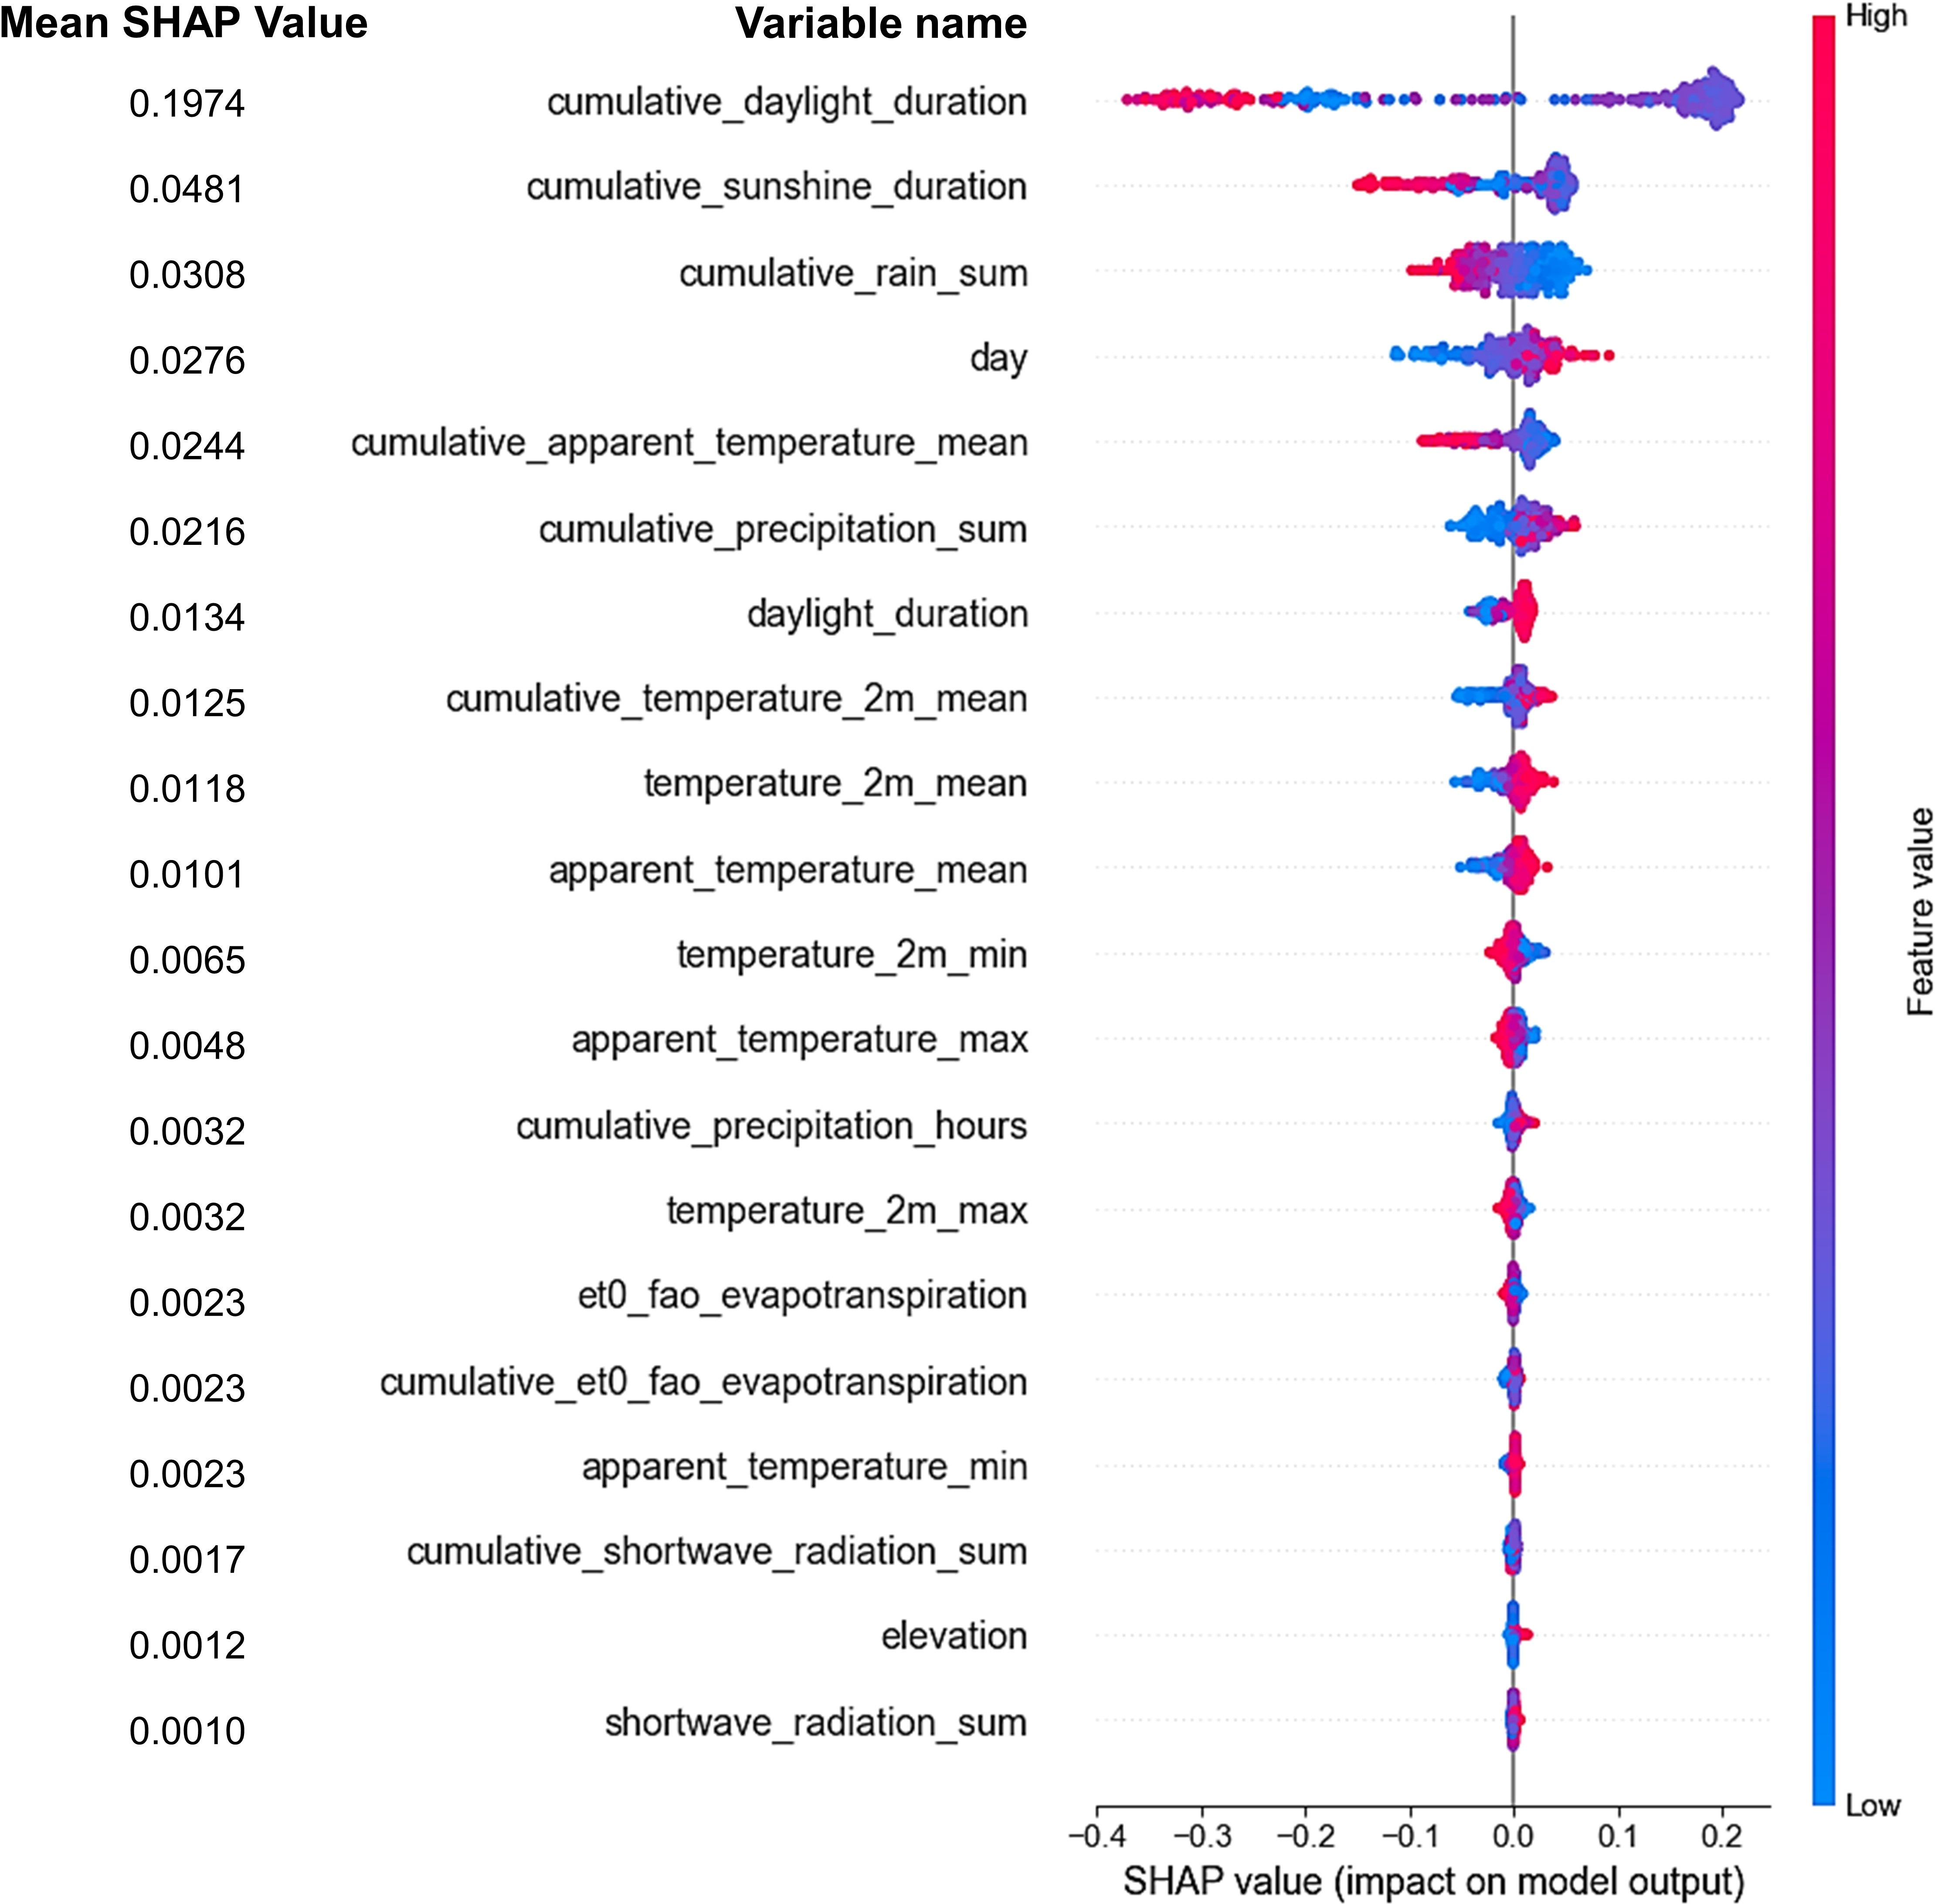 Mean SHAP Value Variable name High
0.1974 cumulative_daylight_duration
0.0481 cumulative_sunshine_duration
0.0308 cumulative_rain_sum
0.0276 day
0.0244 cumulative_apparent_temperature_mean
0.0216 cumulative_precipitation_sum
0.0134 daylight_duration
0.0125 cumulative_temperature_2m_mean
0.0118 temperature_2m_mean
0.0101 apparent_temperature_mean
0.0065 temperature_2m_min
0.0048 apparent_temperature_max
0.0032 cumulative_precipitation_hours
0.0032 temperature_2m_max
0.0023 et0_fao_evapotranspiration
0.0023 cumulative_et0_fao_evapotranspiration
0.0023 apparent_temperature_min
0.0017 cumulative_shortwave_radiation_sum
0.0012 elevation
0.0010 shortwave_radiation_sum
Feature value
Low
−0.4 −0.3 −0.2 −0.1 0.0 0.1 0.2
SHAP value (impact on model output)